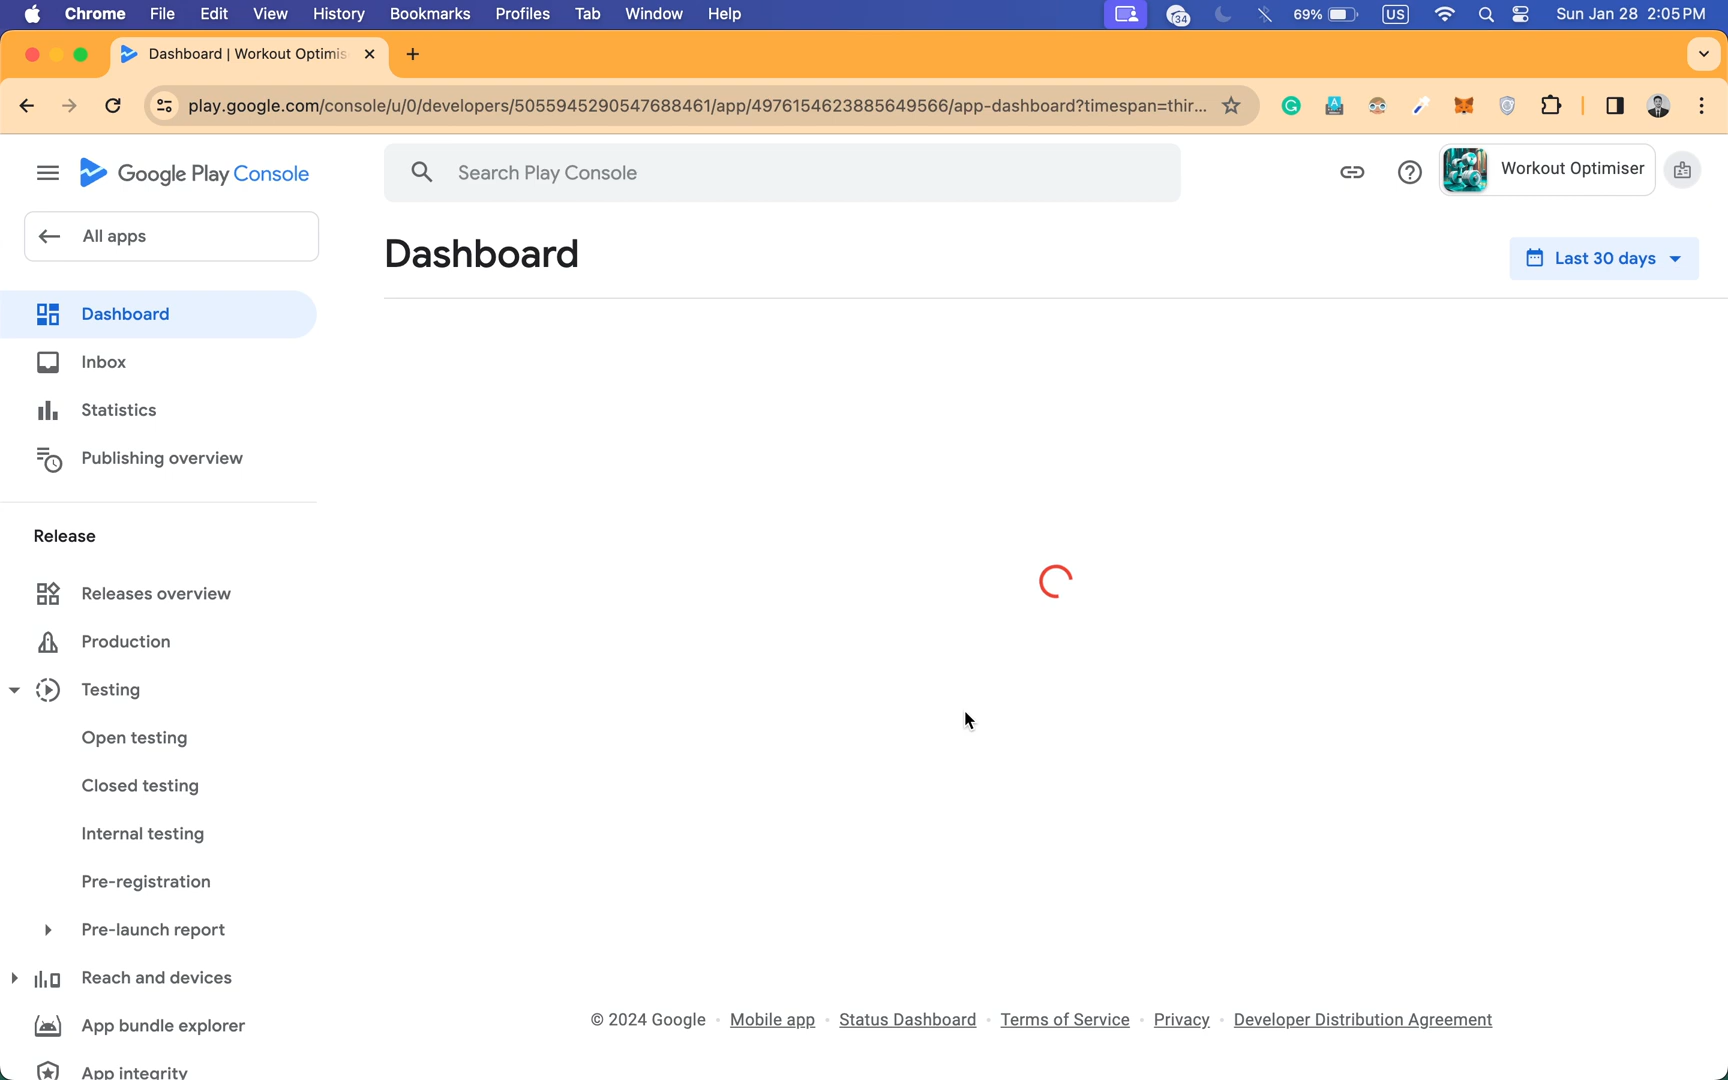 Chrome File Edit View History Bookmarks Profiles Tab Window Help 34 69% US Sun Jan 28 2:05 PM
Dashboard | Workout Optimis
play.google.com/console/u/0/developers/5055945290547688461/app/4976154623885649566/app-dashboard?timespan=thir...
Google Play Console
Search Play Console
Workout Optimiser
All apps
Dashboard
Last 30 days
Dashboard
Inbox
Statistics
Publishing overview
Release
Releases overview
Production
Testing
Open testing
Closed testing
Internal testing
Pre-registration
Pre-launch report
Reach and devices
App bundle explorer
App integrity
© 2024 Google · Mobile app · Status Dashboard · Terms of Service · Privacy · Developer Distribution Agreement